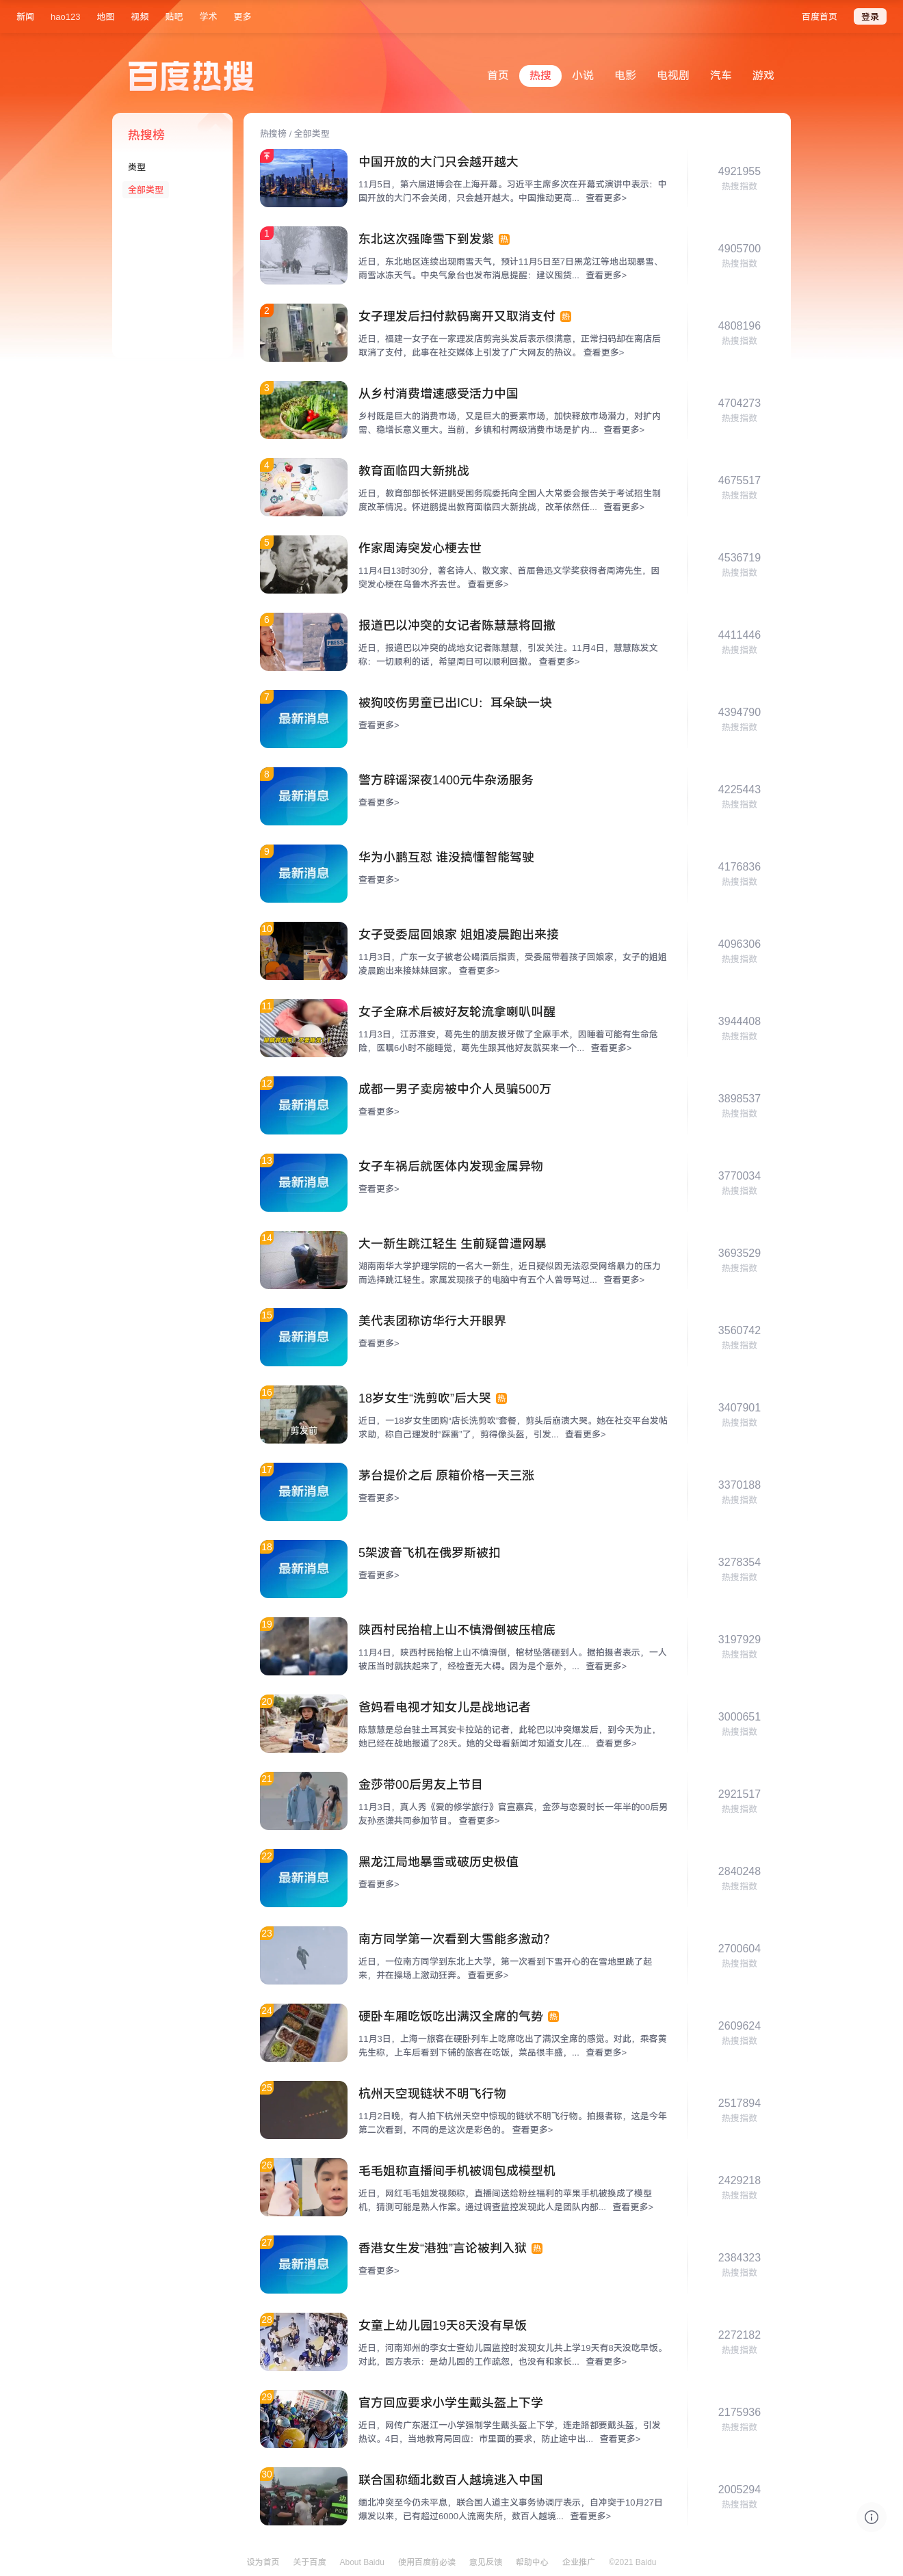 新闻 hao123 地图 视频 贴吧 学术 更多 百度首页 登录
百度热搜
首页 热搜 小说 电影 电视剧 汽车 游戏
热搜榜
类型
全部类型
热搜榜 / 全部类型
中国开放的大门只会越开越大
11月5日，第六届进博会在上海开幕。习近平主席多次在开幕式演讲中表示：中
国开放的大门不会关闭，只会越开越大。中国推动更高... 查看更多>
4921955
热搜指数
1
东北这次强降雪下到发紫 热
近日，东北地区连续出现雨雪天气，预计11月5日至7日黑龙江等地出现暴雪、
雨雪冰冻天气。中央气象台也发布消息提醒：建议囤货... 查看更多>
4905700
热搜指数
2
女子理发后扫付款码离开又取消支付 热
近日，福建一女子在一家理发店剪完头发后表示很满意，正常扫码却在离店后
取消了支付，此事在社交媒体上引发了广大网友的热议。 查看更多>
4808196
热搜指数
3
从乡村消费增速感受活力中国
乡村既是巨大的消费市场，又是巨大的要素市场，加快释放市场潜力，对扩内
需、稳增长意义重大。当前，乡镇和村两级消费市场是扩内... 查看更多>
4704273
热搜指数
4
教育面临四大新挑战
近日，教育部部长怀进鹏受国务院委托向全国人大常委会报告关于考试招生制
度改革情况。怀进鹏提出教育面临四大新挑战，改革依然任... 查看更多>
4675517
热搜指数
5
作家周涛突发心梗去世
11月4日13时30分，著名诗人、散文家、首届鲁迅文学奖获得者周涛先生，因
突发心梗在乌鲁木齐去世。 查看更多>
4536719
热搜指数
6
PRESS
报道巴以冲突的女记者陈慧慧将回撤
近日，报道巴以冲突的战地女记者陈慧慧，引发关注。11月4日，慧慧陈发文
称：一切顺利的话，希望周日可以顺利回撤。 查看更多>
4411446
热搜指数
7
最新消息
被狗咬伤男童已出ICU：耳朵缺一块
查看更多>
4394790
热搜指数
8
最新消息
警方辟谣深夜1400元牛杂汤服务
查看更多>
4225443
热搜指数
9
最新消息
华为小鹏互怼 谁没搞懂智能驾驶
查看更多>
4176836
热搜指数
10
女子受委屈回娘家 姐姐凌晨跑出来接
11月3日，广东一女子被老公喝酒后指责，受委屈带着孩子回娘家，女子的姐姐
凌晨跑出来接妹妹回家。 查看更多>
4096306
热搜指数
11
女子全麻术后被好友轮流拿喇叭叫醒
11月3日，江苏淮安，葛先生的朋友拔牙做了全麻手术，因睡着可能有生命危
险，医嘱6小时不能睡觉，葛先生跟其他好友就买来一个... 查看更多>
3944408
热搜指数
12
最新消息
成都一男子卖房被中介人员骗500万
查看更多>
3898537
热搜指数
13
最新消息
女子车祸后就医体内发现金属异物
查看更多>
3770034
热搜指数
14
大一新生跳江轻生 生前疑曾遭网暴
湖南南华大学护理学院的一名大一新生，近日疑似因无法忍受网络暴力的压力
而选择跳江轻生。家属发现孩子的电脑中有五个人曾辱骂过... 查看更多>
3693529
热搜指数
15
最新消息
美代表团称访华行大开眼界
查看更多>
3560742
热搜指数
16
剪发前
18岁女生“洗剪吹”后大哭 热
近日，一18岁女生团购“店长洗剪吹”套餐，剪头后崩溃大哭。她在社交平台发帖
求助，称自己理发时“踩雷”了，剪得像头盔，引发... 查看更多>
3407901
热搜指数
17
最新消息
茅台提价之后 原箱价格一天三涨
查看更多>
3370188
热搜指数
18
最新消息
5架波音飞机在俄罗斯被扣
查看更多>
3278354
热搜指数
19
陕西村民抬棺上山不慎滑倒被压棺底
11月4日，陕西村民抬棺上山不慎滑倒，棺材坠落砸到人。据拍摄者表示，一人
被压当时就扶起来了，经检查无大碍。因为是个意外，... 查看更多>
3197929
热搜指数
20
爸妈看电视才知女儿是战地记者
陈慧慧是总台驻土耳其安卡拉站的记者，此轮巴以冲突爆发后，到今天为止，
她已经在战地报道了28天。她的父母看新闻才知道女儿在... 查看更多>
3000651
热搜指数
21
金莎带00后男友上节目
11月3日，真人秀《爱的修学旅行》官宣嘉宾，金莎与恋爱时长一年半的00后男
友孙丞潇共同参加节目。 查看更多>
2921517
热搜指数
22
最新消息
黑龙江局地暴雪或破历史极值
查看更多>
2840248
热搜指数
23
南方同学第一次看到大雪能多激动？
近日，一位南方同学到东北上大学，第一次看到下雪开心的在雪地里跳了起
来，并在操场上激动狂奔。 查看更多>
2700604
热搜指数
24
硬卧车厢吃饭吃出满汉全席的气势 热
11月3日，上海一旅客在硬卧列车上吃席吃出了满汉全席的感觉。对此，乘客黄
先生称，上车后看到下铺的旅客在吃饭，菜品很丰盛，... 查看更多>
2609624
热搜指数
25
杭州天空现链状不明飞行物
11月2日晚，有人拍下杭州天空中惊现的链状不明飞行物。拍摄者称，这是今年
第二次看到，不同的是这次是彩色的。 查看更多>
2517894
热搜指数
26
毛毛姐称直播间手机被调包成模型机
近日，网红毛毛姐发视频称，直播间送给粉丝福利的苹果手机被换成了模型
机，猜测可能是熟人作案。通过调查监控发现此人是团队内部... 查看更多>
2429218
热搜指数
27
最新消息
香港女生发“港独”言论被判入狱 热
查看更多>
2384323
热搜指数
28
女童上幼儿园19天8天没有早饭
近日，河南郑州的李女士查幼儿园监控时发现女儿共上学19天有8天没吃早饭。
对此，园方表示：是幼儿园的工作疏忽，也没有和家长... 查看更多>
2272182
热搜指数
29
官方回应要求小学生戴头盔上下学
近日，网传广东湛江一小学强制学生戴头盔上下学，连走路都要戴头盔，引发
热议。4日，当地教育局回应：市里面的要求，防止途中出... 查看更多>
2175936
热搜指数
30
联合国称缅北数百人越境逃入中国
缅北冲突至今仍未平息，联合国人道主义事务协调厅表示，自冲突于10月27日
爆发以来，已有超过6000人流离失所，数百人越境... 查看更多>
2005294
热搜指数
设为首页 关于百度 About Baidu 使用百度前必读 意见反馈 帮助中心 企业推广 ©2021 Baidu